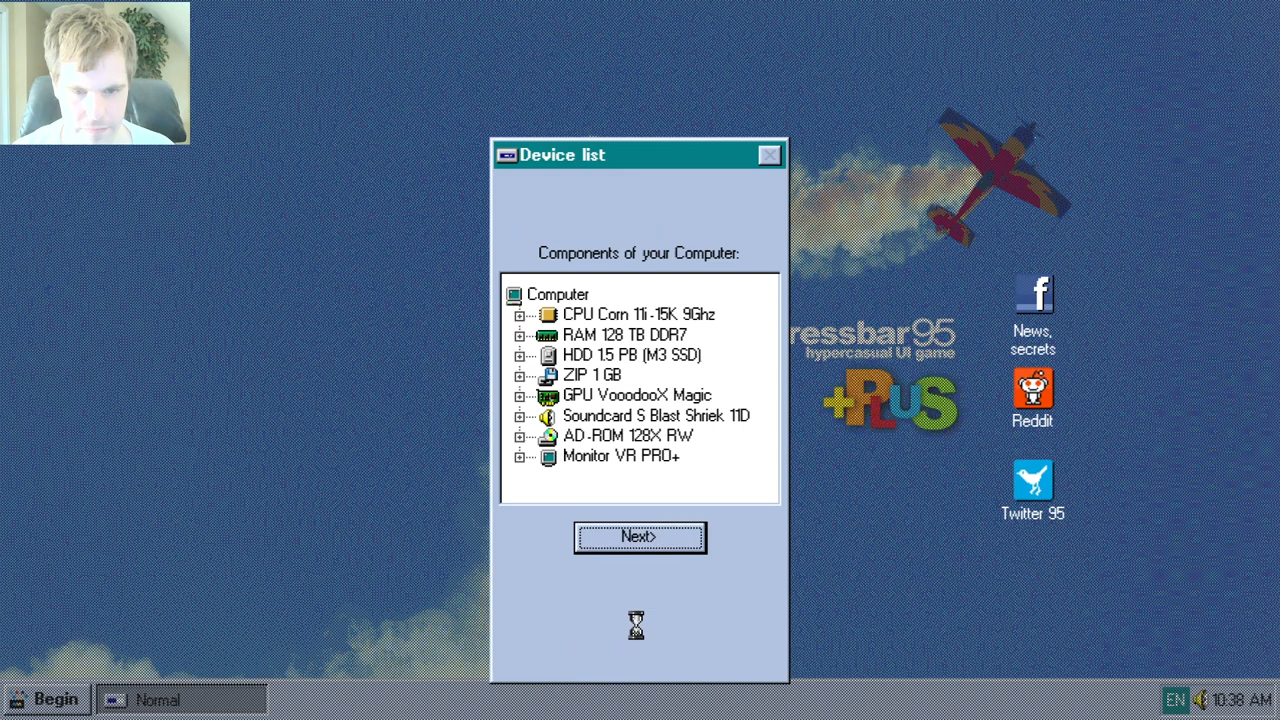 Device list
Components of your Computer:
Computer
CPU Corn 11i-15K 9Ghz
RAM 128 TB DDR7
HDD 1.5 PB (M3 SSD)
ZIP 1 GB
GPU VooodooX Magic
Soundcard S Blast Shriek 11D
AD-ROM 128X RW
Monitor VR PRO+
Next>
ressbar95
hypercasual UI game
+PLUS
f
News,
secrets
Reddit
Twitter 95
Begin
Normal
EN
10:38 AM